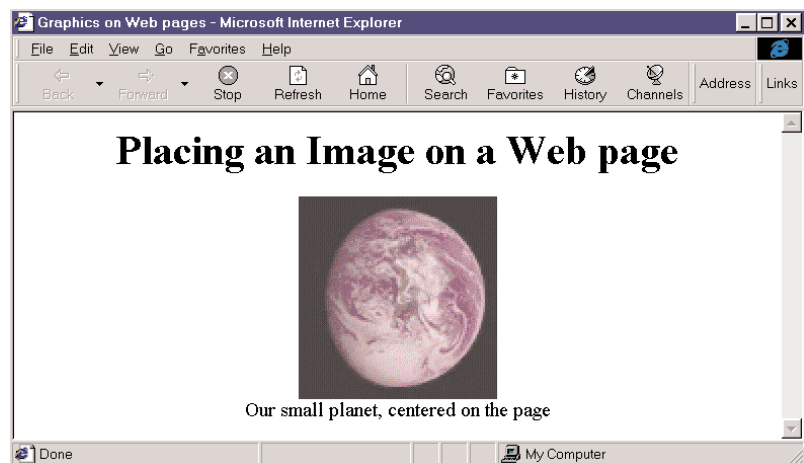 Graphics on Web pages - Microsoft Internet Explorer
File Edit View Go Favorites Help
Back Forward Stop Refresh Home Search Favorites History Channels Address Links
Placing an Image on a Web page
Our small planet, centered on the page
Done My Computer